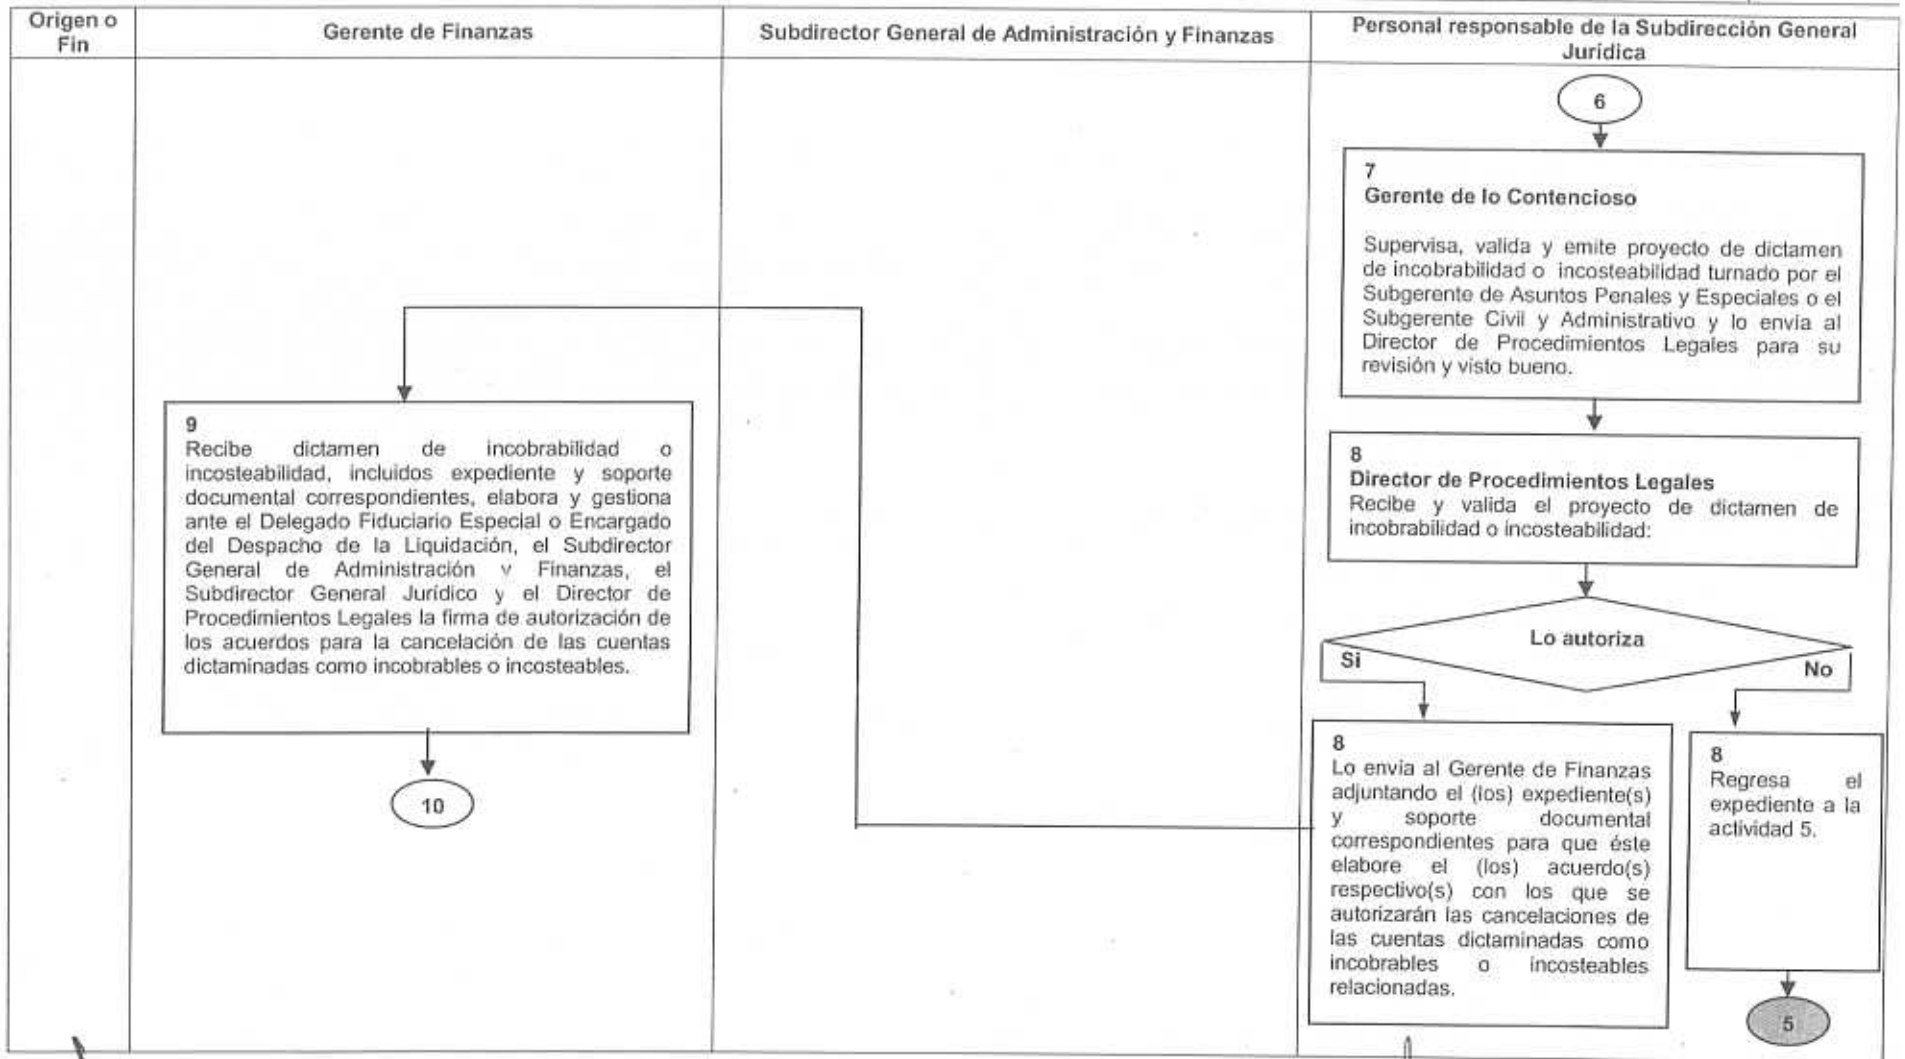 Origen o
Fin
Gerente de Finanzas
Subdirector General de Administración y Finanzas
Personal responsable de la Subdirección General
Jurídica
6
7
Gerente de lo Contencioso
Supervisa, valida y emite proyecto de dictamen
de incobrabilidad o incosteabilidad turnado por el
Subgerente de Asuntos Penales y Especiales o el
Subgerente Civil y Administrativo y lo envía al
Director de Procedimientos Legales para su
revisión y visto bueno.
8
Director de Procedimientos Legales
Recibe y valida el proyecto de dictamen de
incobrabilidad o incosteabilidad:
Lo autoriza
Si
No
8
Lo envía al Gerente de Finanzas
adjuntando el (los) expediente(s)
y soporte documental
correspondientes para que éste
elabore el (los) acuerdo(s)
respectivo(s) con los que se
autorizarán las cancelaciones de
las cuentas dictaminadas como
incobrables o incosteables
relacionadas.
8
Regresa el
expediente a la
actividad 5.
5
9
Recibe dictamen de incobrabilidad o
incosteabilidad, incluidos expediente y soporte
documental correspondientes, elabora y gestiona
ante el Delegado Fiduciario Especial o Encargado
del Despacho de la Liquidación, el Subdirector
General de Administración y Finanzas, el
Subdirector General Jurídico y el Director de
Procedimientos Legales la firma de autorización de
los acuerdos para la cancelación de las cuentas
dictaminadas como incobrables o incosteables.
10